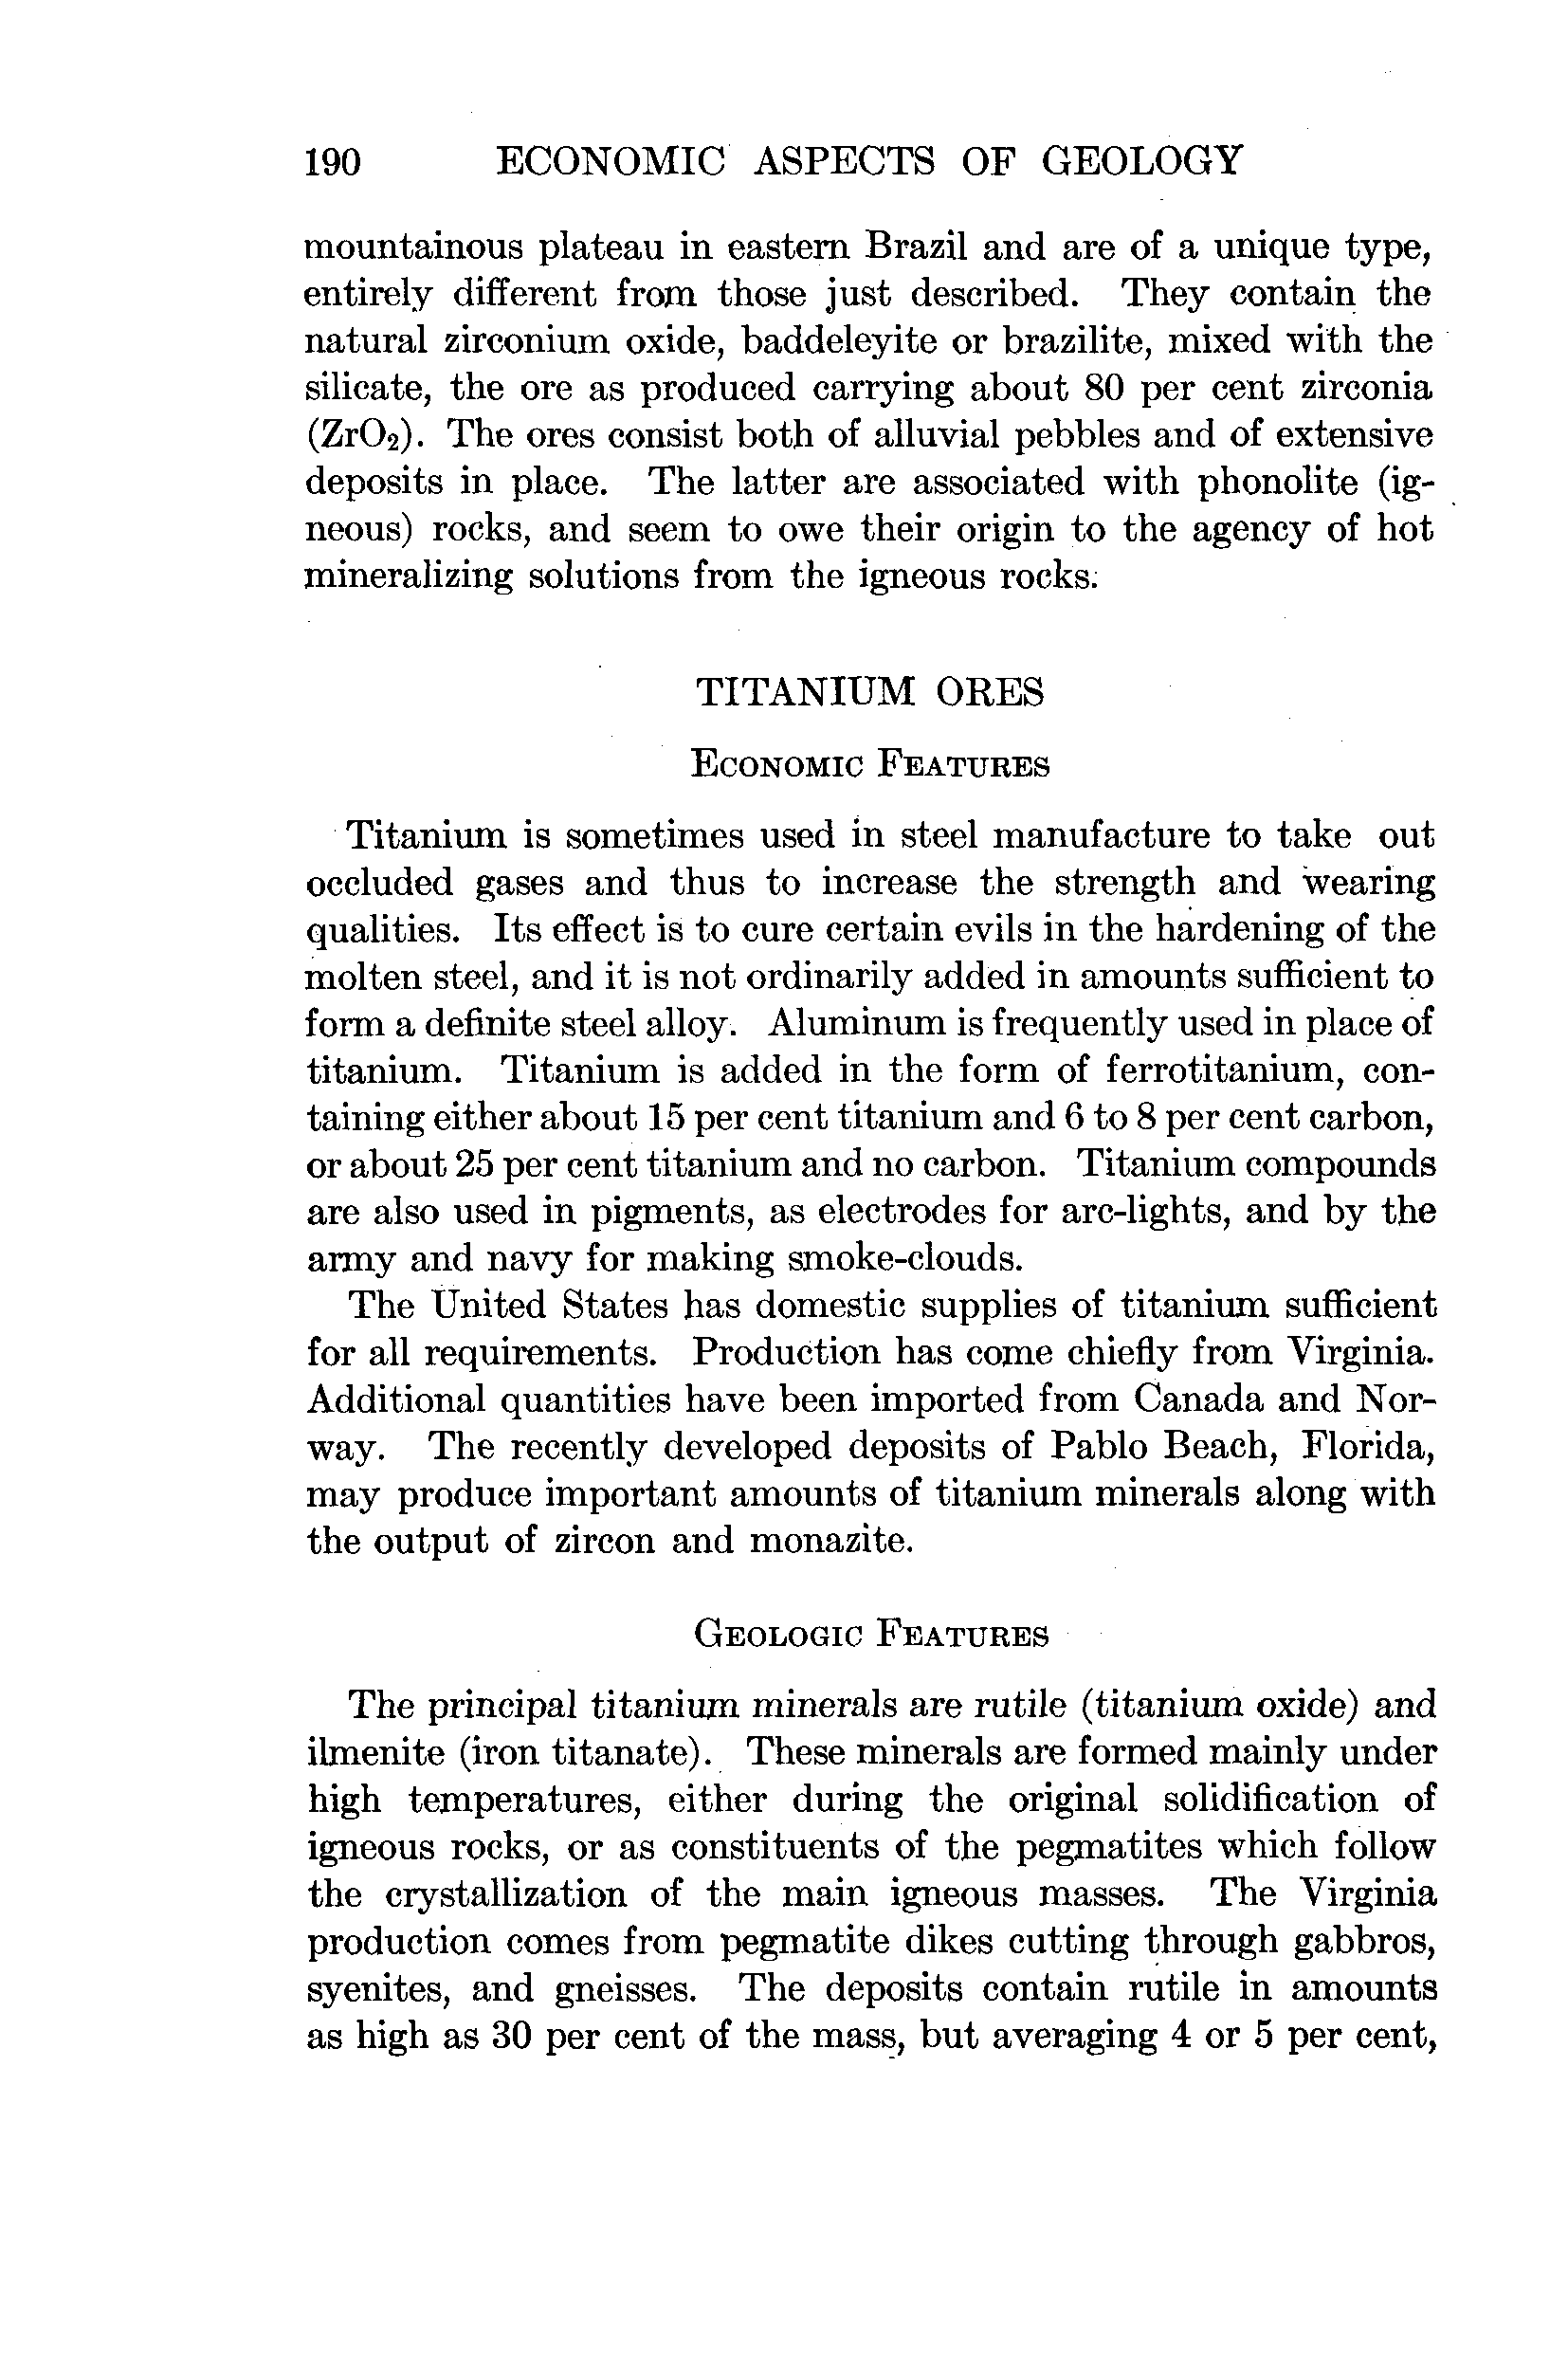 190 ECONOMIC ASPECTS OF GEOLOGY
mountainous plateau in eastern Brazil and are of a unique type,
entirely different from those just described. They contain the
natural zirconium oxide, baddeleyite or brazilite, mixed with the
silicate, the ore as produced carrying about 80 per cent zirconia
(ZrO₂). The ores consist both of alluvial pebbles and of extensive
deposits in place. The latter are associated with phonolite (ig-
neous) rocks, and seem to owe their origin to the agency of hot
mineralizing solutions from the igneous rocks.
TITANIUM ORES
ECONOMIC FEATURES
Titanium is sometimes used in steel manufacture to take out
occluded gases and thus to increase the strength and wearing
qualities. Its effect is to cure certain evils in the hardening of the
molten steel, and it is not ordinarily added in amounts sufficient to
form a definite steel alloy. Aluminum is frequently used in place of
titanium. Titanium is added in the form of ferrotitanium, con-
taining either about 15 per cent titanium and 6 to 8 per cent carbon,
or about 25 per cent titanium and no carbon. Titanium compounds
are also used in pigments, as electrodes for arc-lights, and by the
army and navy for making smoke-clouds.
The United States has domestic supplies of titanium sufficient
for all requirements. Production has come chiefly from Virginia.
Additional quantities have been imported from Canada and Nor-
way. The recently developed deposits of Pablo Beach, Florida,
may produce important amounts of titanium minerals along with
the output of zircon and monazite.
GEOLOGIC FEATURES
The principal titanium minerals are rutile (titanium oxide) and
ilmenite (iron titanate). These minerals are formed mainly under
high temperatures, either during the original solidification of
igneous rocks, or as constituents of the pegmatites which follow
the crystallization of the main igneous masses. The Virginia
production comes from pegmatite dikes cutting through gabbros,
syenites, and gneisses. The deposits contain rutile in amounts
as high as 30 per cent of the mass, but averaging 4 or 5 per cent,